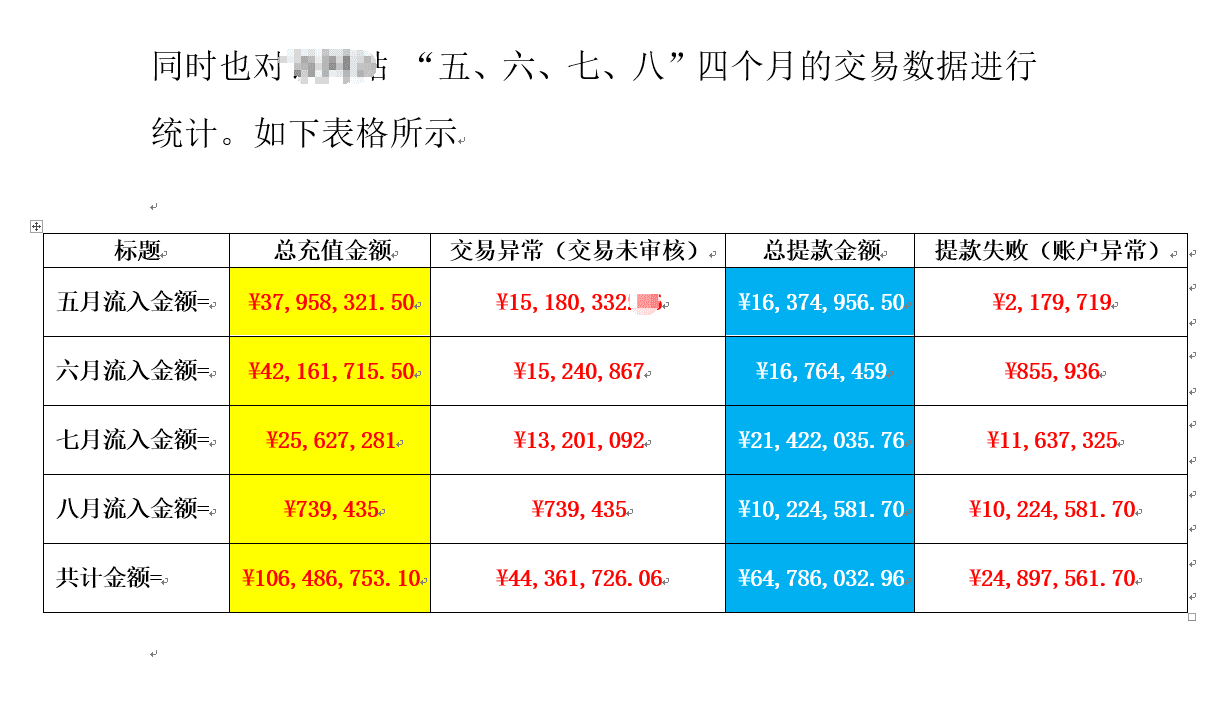 同时也对 站 “五、六、七、八”四个月的交易数据进行
统计。如下表格所示
标题 总充值金额 交易异常（交易未审核） 总提款金额 提款失败（账户异常）
五月流入金额= ¥37,958,321.50 ¥15,180,332. ¥16,374,956.50 ¥2,179,719
六月流入金额= ¥42,161,715.50 ¥15,240,867 ¥16,764,459 ¥855,936
七月流入金额= ¥25,627,281 ¥13,201,092 ¥21,422,035.76 ¥11,637,325
八月流入金额= ¥739,435 ¥739,435 ¥10,224,581.70 ¥10,224,581.70
共计金额= ¥106,486,753.10 ¥44,361,726.06 ¥64,786,032.96 ¥24,897,561.70